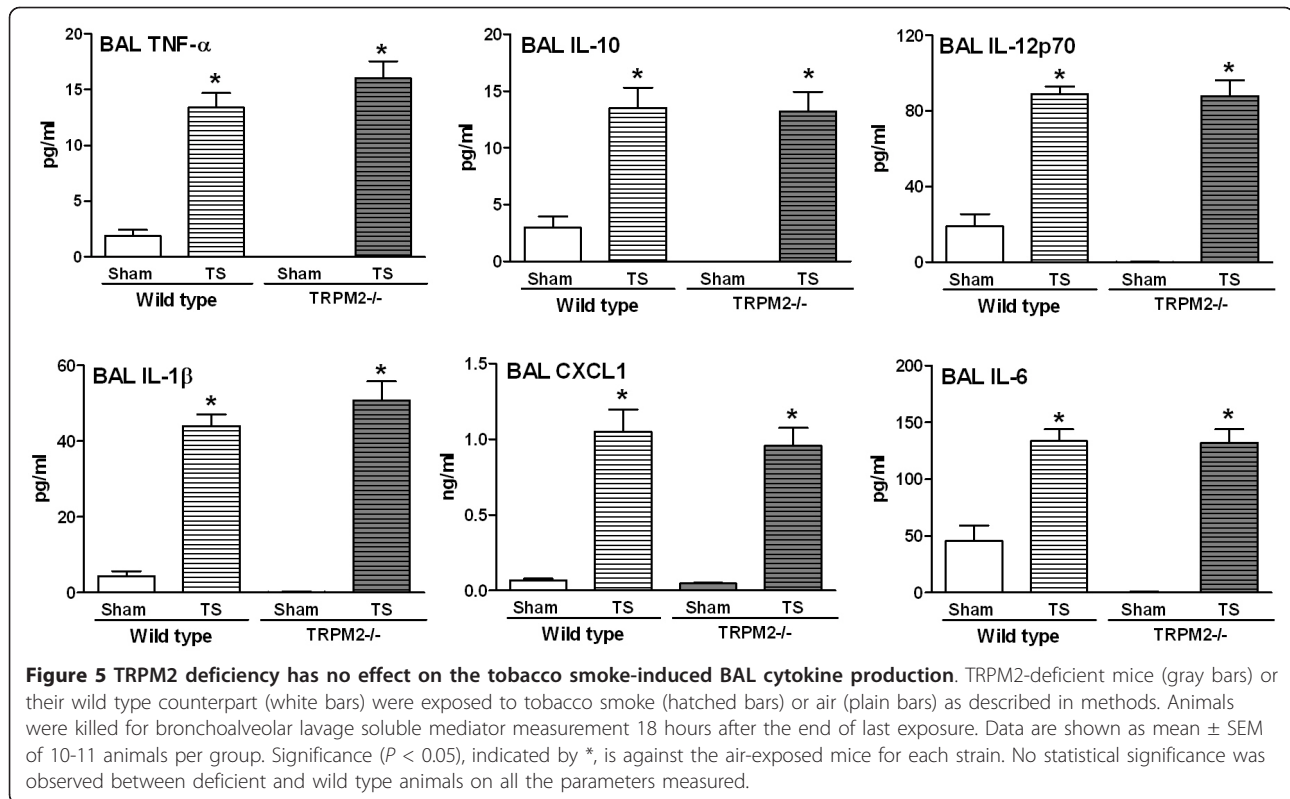 BAL TNF-α
20
15
10
5
0
pg/ml
*
*
Sham TS Sham TS
Wild type TRPM2-/-
BAL IL-10
20
15
10
5
0
pg/ml
*
*
Sham TS Sham TS
Wild type TRPM2-/-
BAL IL-12p70
120
80
40
0
pg/ml
*
*
Sham TS Sham TS
Wild type TRPM2-/-
BAL IL-1β
60
40
20
0
pg/ml
*
*
Sham TS Sham TS
Wild type TRPM2-/-
BAL CXCL1
1.5
1.0
0.5
0.0
ng/ml
*
*
Sham TS Sham TS
Wild type TRPM2-/-
BAL IL-6
200
150
100
50
0
pg/ml
*
*
Sham TS Sham TS
Wild type TRPM2-/-
Figure 5 TRPM2 deficiency has no effect on the tobacco smoke-induced BAL cytokine production. TRPM2-deficient mice (gray bars) or
their wild type counterpart (white bars) were exposed to tobacco smoke (hatched bars) or air (plain bars) as described in methods. Animals
were killed for bronchoalveolar lavage soluble mediator measurement 18 hours after the end of last exposure. Data are shown as mean ± SEM
of 10-11 animals per group. Significance (P < 0.05), indicated by *, is against the air-exposed mice for each strain. No statistical significance was
observed between deficient and wild type animals on all the parameters measured.